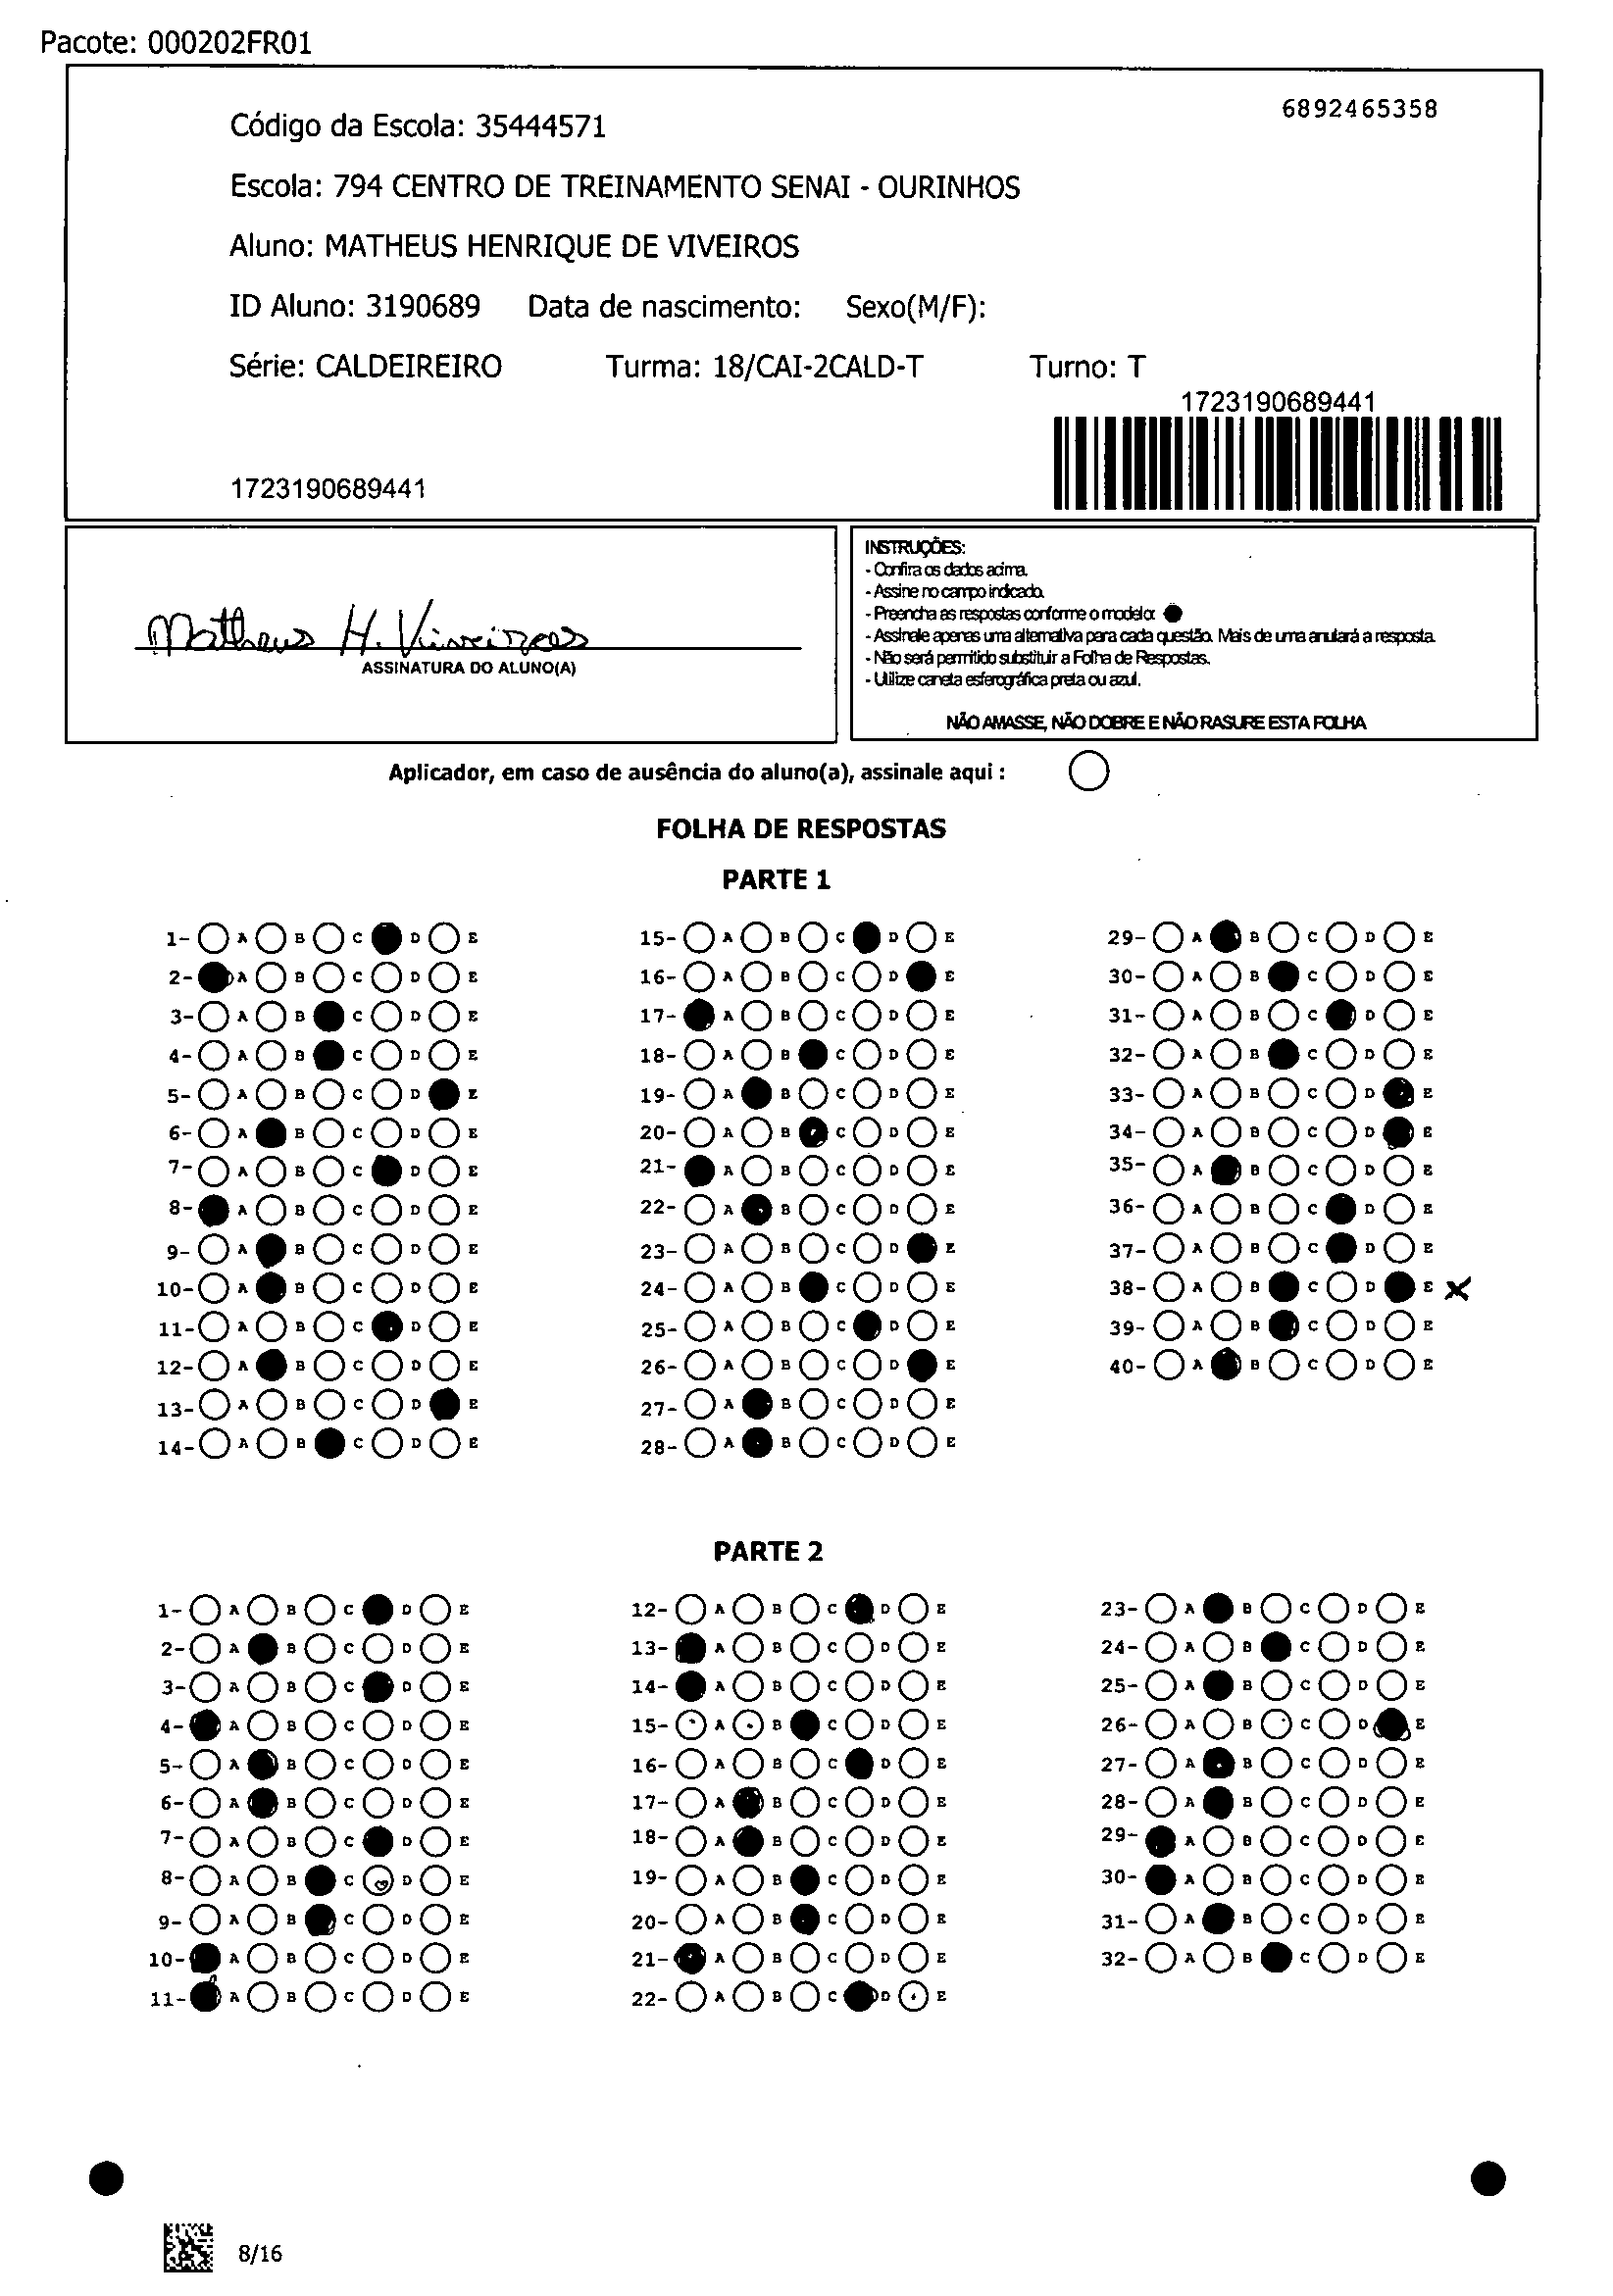 Pacote: 000202FR01
6892465358
Código da Escola: 35444571
Escola: 794 CENTRO DE TREINAMENTO SENAI - OURINHOS
Aluno: MATHEUS HENRIQUE DE VIVEIROS
ID Aluno: 3190689 Data de nascimento: Sexo(M/F):
Série: CALDEIREIRO Turma: 18/CAI-2CALD-T Turno: T
1723190689441
1723190689441
Matheus H. Viveiros
ASSINATURA DO ALUNO(A)
INSTRUÇÕES:
- Confira os dados acima.
- Assine no campo indicado.
- Preencha as respostas conforme o modelo:
- Assinale apenas uma alternativa para cada questão. Mais de uma anulará a resposta.
- Não será permitido substituir a Folha de Respostas.
- Utilize caneta esferográfica preta ou azul.
NÃO AMASSE, NÃO DOBRE E NÃO RASURE ESTA FOLHA
Aplicador, em caso de ausência do aluno(a), assinale aqui :
FOLHA DE RESPOSTAS
PARTE 1
1- A B C D E 15- A B C D E 29- A B C D E
2- A B C D E 16- A B C D E 30- A B C D E
3- A B C D E 17- A B C D E 31- A B C D E
4- A B C D E 18- A B C D E 32- A B C D E
5- A B C D E 19- A B C D E 33- A B C D E
6- A B C D E 20- A B C D E 34- A B C D E
7- A B C D E 21- A B C D E 35- A B C D E
8- A B C D E 22- A B C D E 36- A B C D E
9- A B C D E 23- A B C D E 37- A B C D E
10- A B C D E 24- A B C D E 38- A B C D E X
11- A B C D E 25- A B C D E 39- A B C D E
12- A B C D E 26- A B C D E 40- A B C D E
13- A B C D E 27- A B C D E
14- A B C D E 28- A B C D E
PARTE 2
1- A B C D E 12- A B C D E 23- A B C D E
2- A B C D E 13- A B C D E 24- A B C D E
3- A B C D E 14- A B C D E 25- A B C D E
4- A B C D E 15- A B C D E 26- A B C D E
5- A B C D E 16- A B C D E 27- A B C D E
6- A B C D E 17- A B C D E 28- A B C D E
7- A B C D E 18- A B C D E 29- A B C D E
8- A B C D E 19- A B C D E 30- A B C D E
9- A B C D E 20- A B C D E 31- A B C D E
10- A B C D E 21- A B C D E 32- A B C D E
11- A B C D E 22- A B C D E
8/16